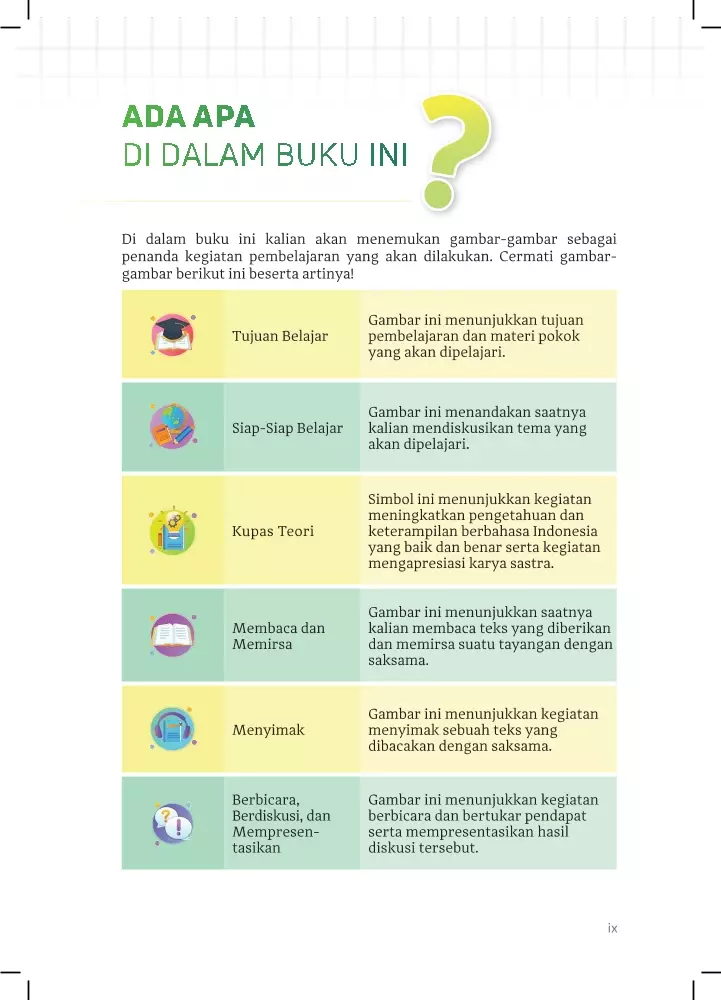 ADA APA
DI DALAM BUKU INI
?
Di dalam buku ini kalian akan menemukan gambar-gambar sebagai
penanda kegiatan pembelajaran yang akan dilakukan. Cermati gambar-
gambar berikut ini beserta artinya!
Tujuan Belajar
Gambar ini menunjukkan tujuan
pembelajaran dan materi pokok
yang akan dipelajari.
Siap-Siap Belajar
Gambar ini menandakan saatnya
kalian mendiskusikan tema yang
akan dipelajari.
Kupas Teori
Simbol ini menunjukkan kegiatan
meningkatkan pengetahuan dan
keterampilan berbahasa Indonesia
yang baik dan benar serta kegiatan
mengapresiasi karya sastra.
Membaca dan
Memirsa
Gambar ini menunjukkan saatnya
kalian membaca teks yang diberikan
dan memirsa suatu tayangan dengan
saksama.
Menyimak
Gambar ini menunjukkan kegiatan
menyimak sebuah teks yang
dibacakan dengan saksama.
Berbicara,
Berdiskusi, dan
Mempresen-
tasikan
Gambar ini menunjukkan kegiatan
berbicara dan bertukar pendapat
serta mempresentasikan hasil
diskusi tersebut.
ix